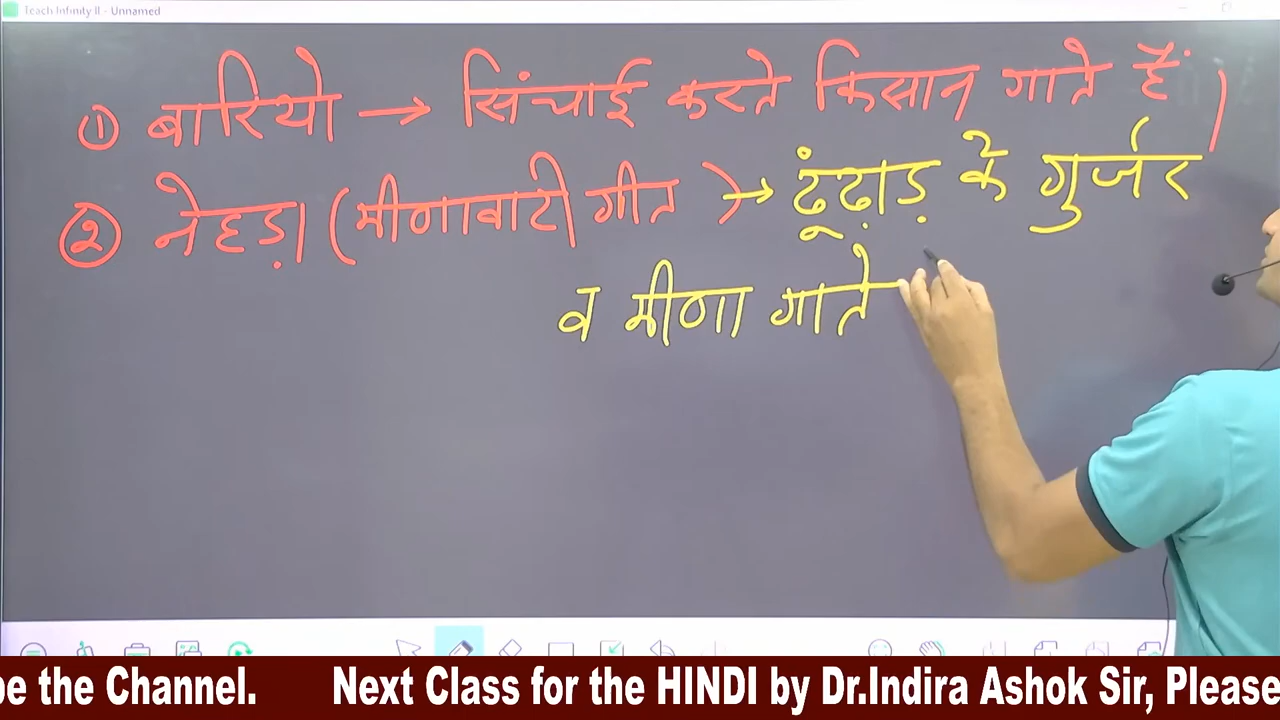 Teach Infinity II - Unnamed
① बारियो → सिंचाई करते किसान गाते हैं।
② नेहड़ा (मीणावाटी गीत) → ढूंढाड़ के गुर्जर
व मीणा गाते
be the Channel. Next Class for the HINDI by Dr.Indira Ashok Sir, Please